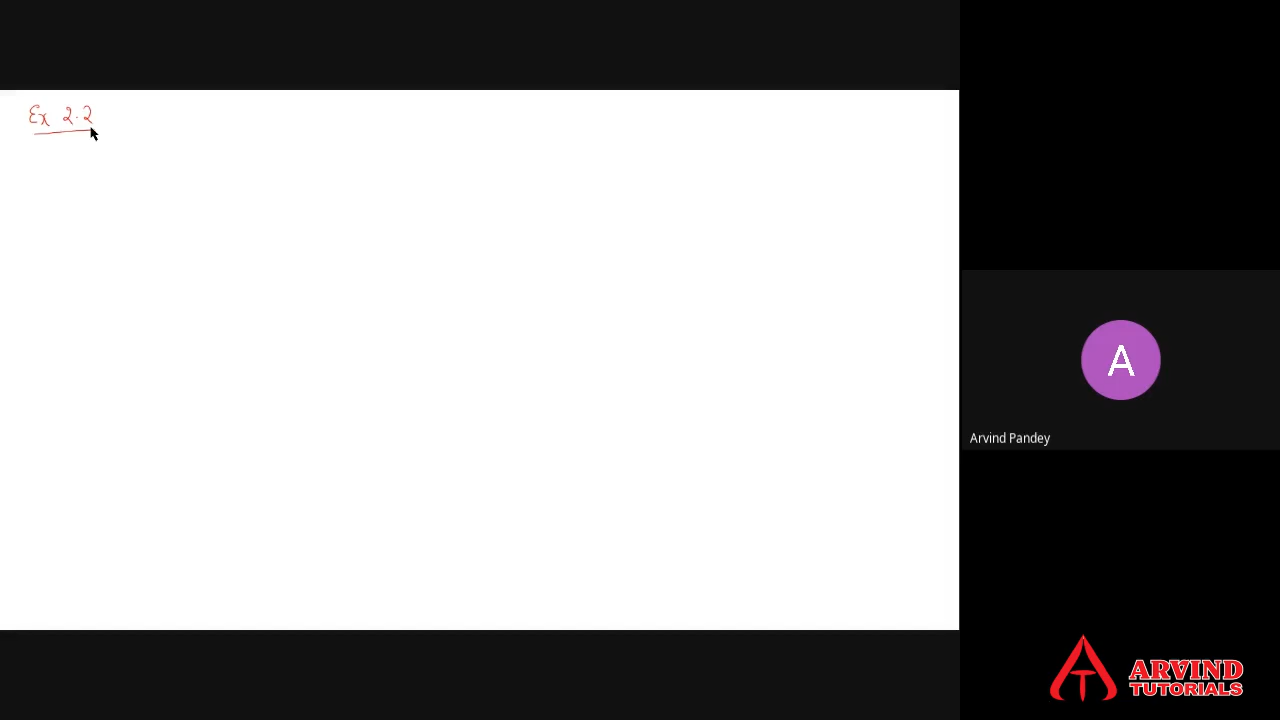 Ex 2.2
A
Arvind Pandey
ARVIND
TUTORIALS